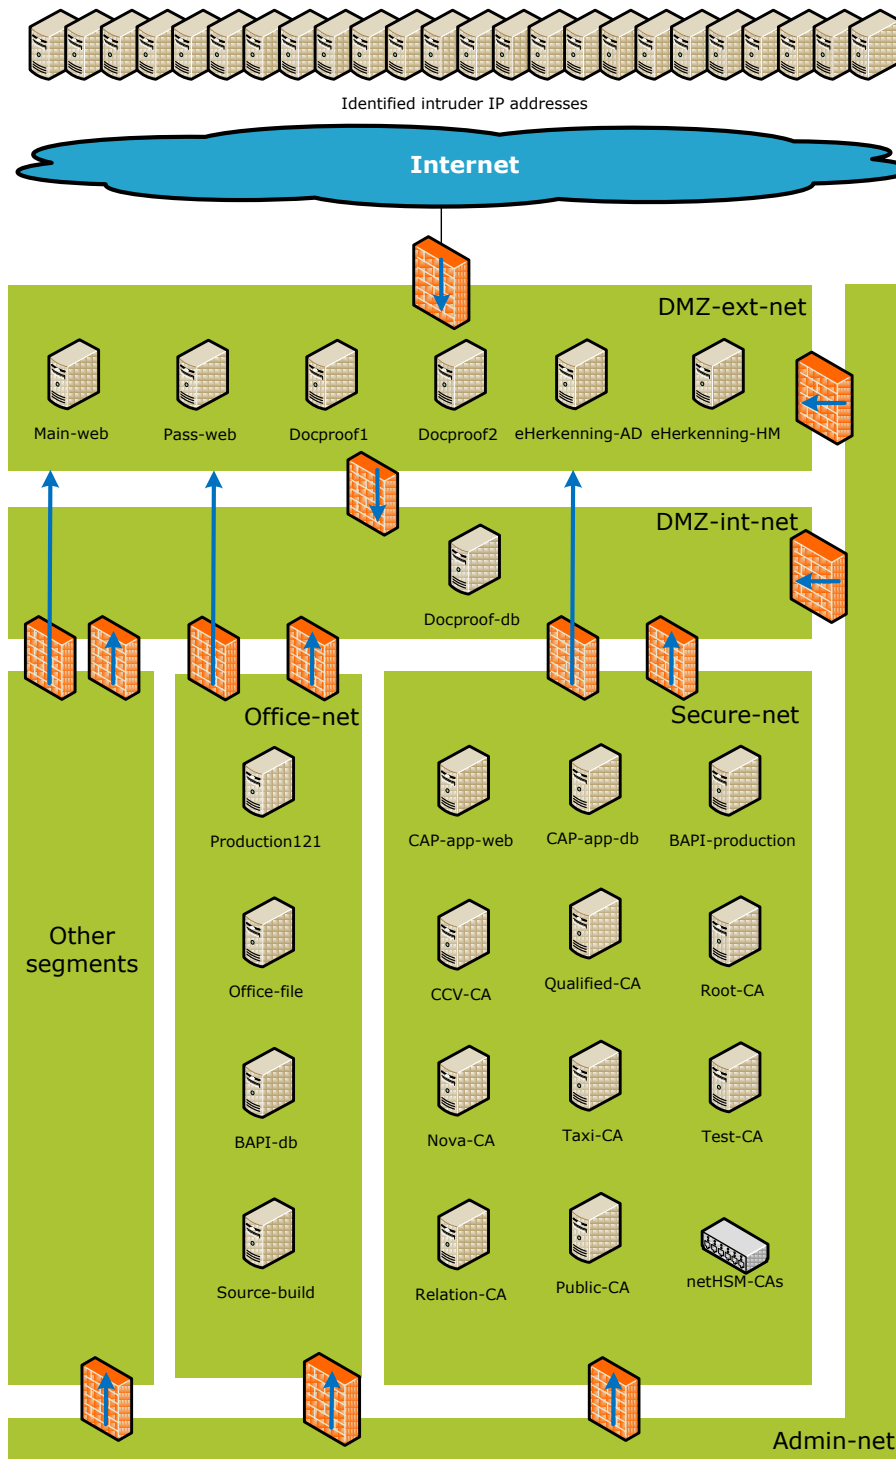 Identified intruder IP addresses
Internet
DMZ-ext-net
Main-web
Pass-web
Docproof1
Docproof2
eHerkenning-AD
eHerkenning-HM
DMZ-int-net
Docproof-db
Office-net
Secure-net
Production121
CAP-app-web
CAP-app-db
BAPI-production
Other
segments
Office-file
CCV-CA
Qualified-CA
Root-CA
BAPI-db
Nova-CA
Taxi-CA
Test-CA
Source-build
Relation-CA
Public-CA
netHSM-CAs
Admin-net